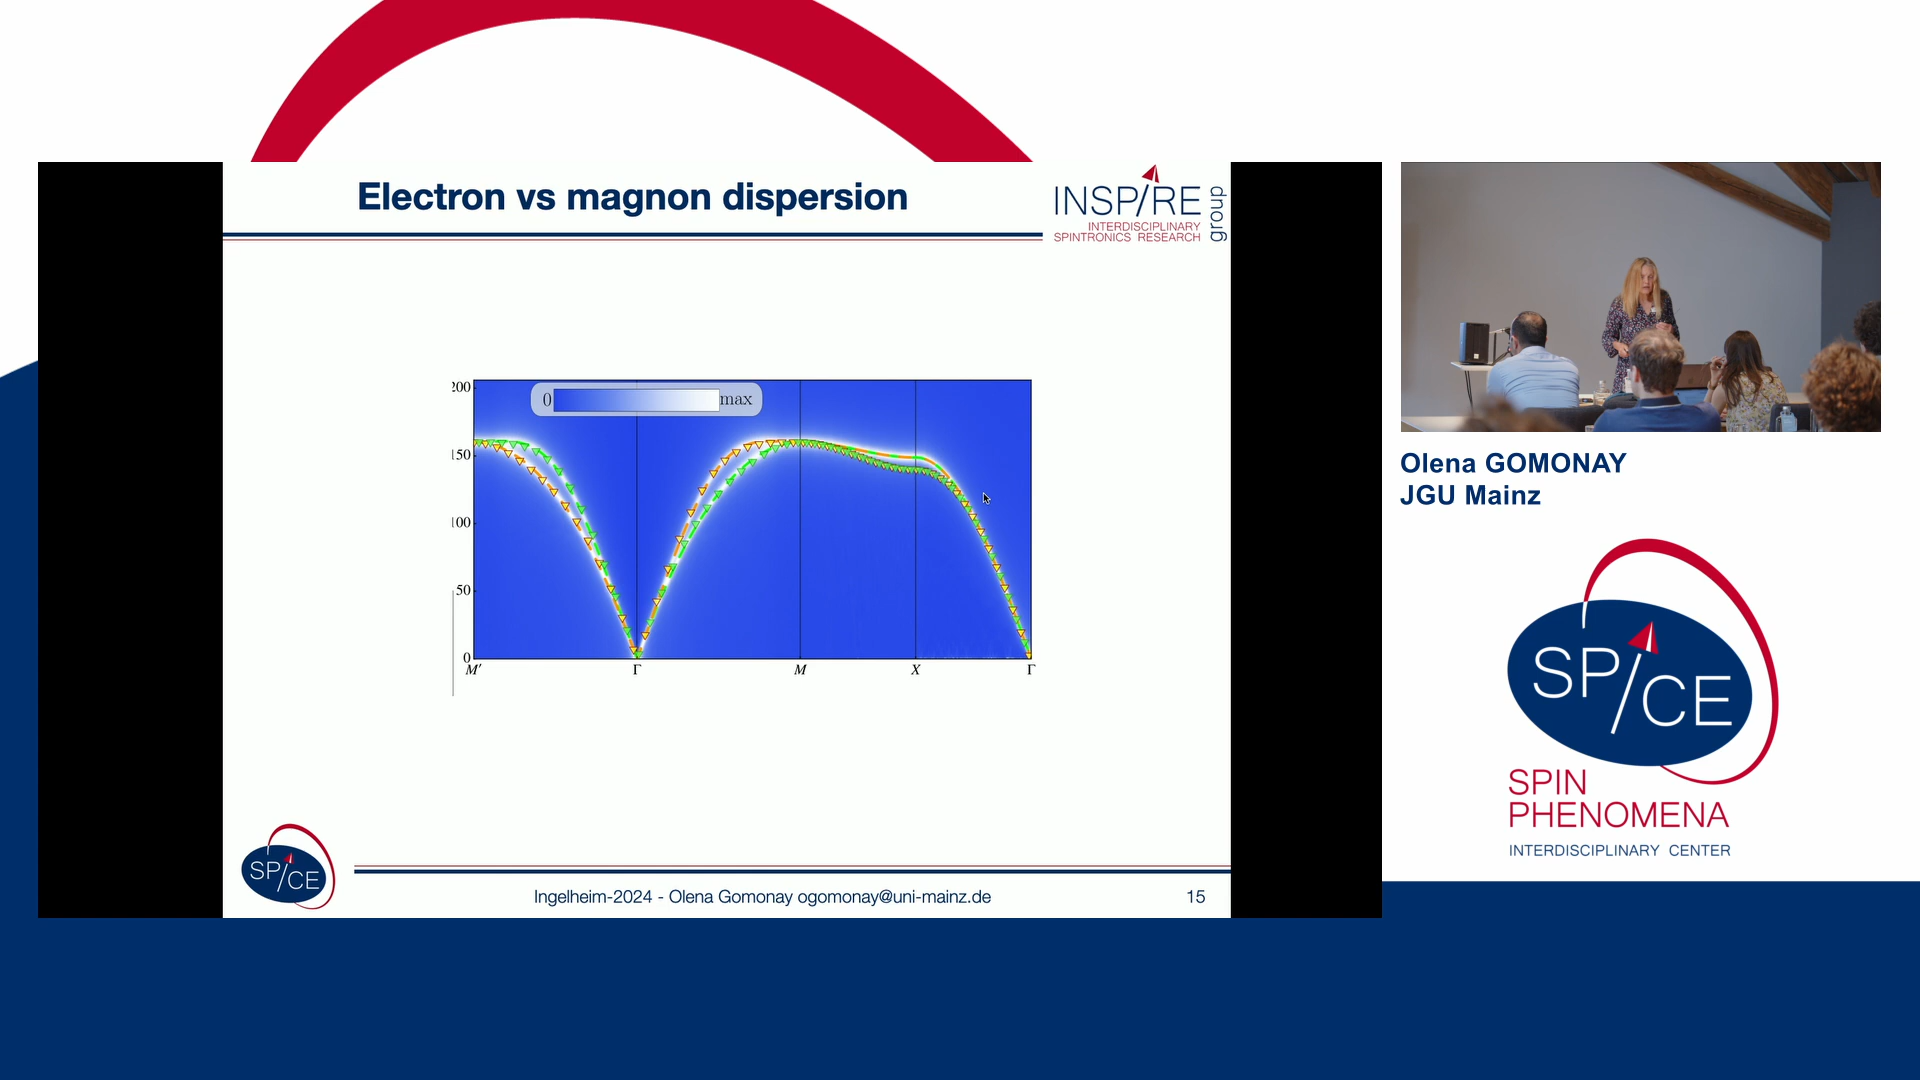 Electron vs magnon dispersion
INSP/RE
group
INTERDISCIPLINARY
SPINTRONICS RESEARCH
0 max
200
150
100
50
0
M′ Γ M X Γ
SP/CE
Ingelheim-2024 - Olena Gomonay ogomonay@uni-mainz.de 15
Olena GOMONAY
JGU Mainz
SP/CE
SPIN
PHENOMENA
INTERDISCIPLINARY CENTER